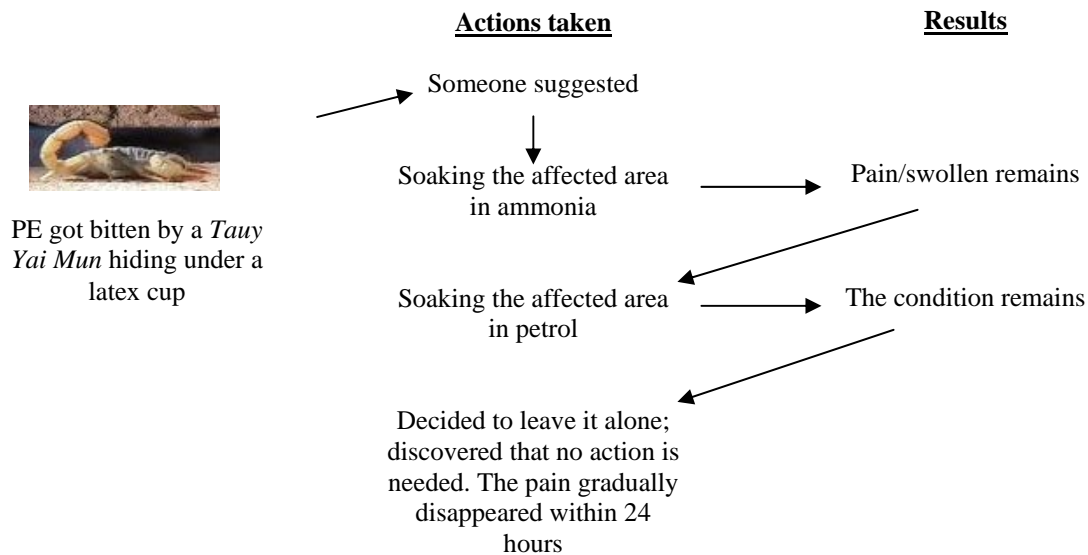 Actions taken
Results
Someone suggested
Soaking the affected area
in ammonia
Pain/swollen remains
PE got bitten by a Tauy
Yai Mun hiding under a
latex cup
Soaking the affected area
in petrol
The condition remains
Decided to leave it alone;
discovered that no action is
needed. The pain gradually
disappeared within 24
hours